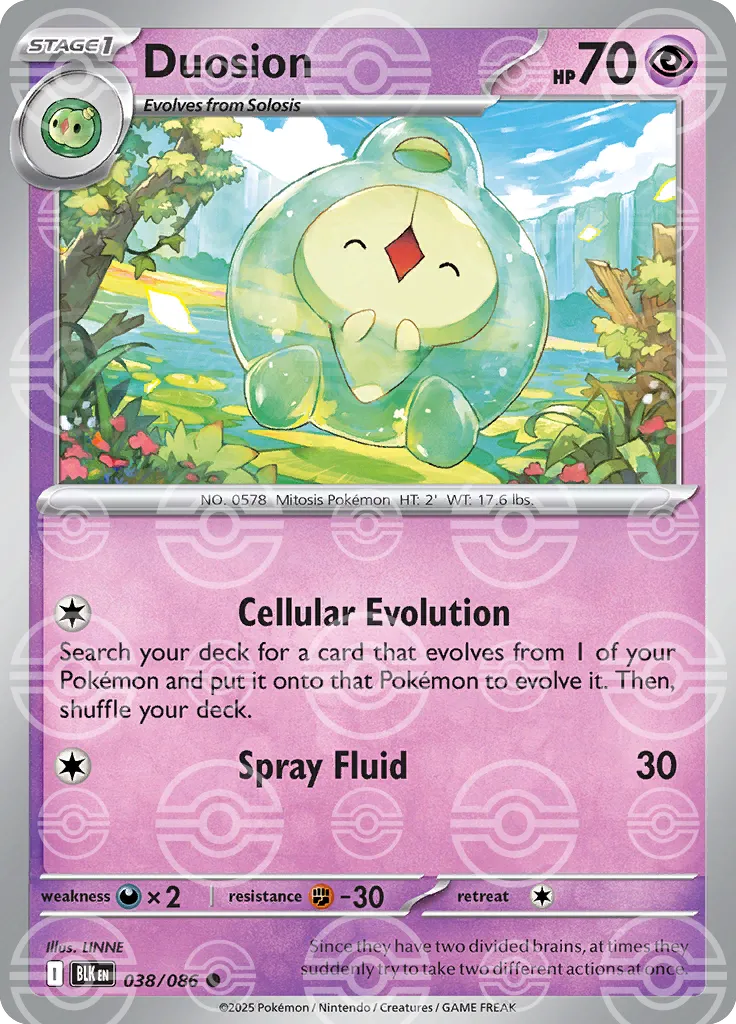 STAGE1
Duosion
HP70
Evolves from Solosis
NO. 0578 Mitosis Pokémon HT: 2' WT: 17.6 lbs.
Cellular Evolution
Search your deck for a card that evolves from 1 of your
Pokémon and put it onto that Pokémon to evolve it. Then,
shuffle your deck.
Spray Fluid 30
weakness ×2 resistance -30 retreat
Illus. LINNE
Since they have two divided brains, at times they
suddenly try to take two different actions at once.
I BLK EN 038/086
©2025 Pokémon / Nintendo / Creatures / GAME FREAK